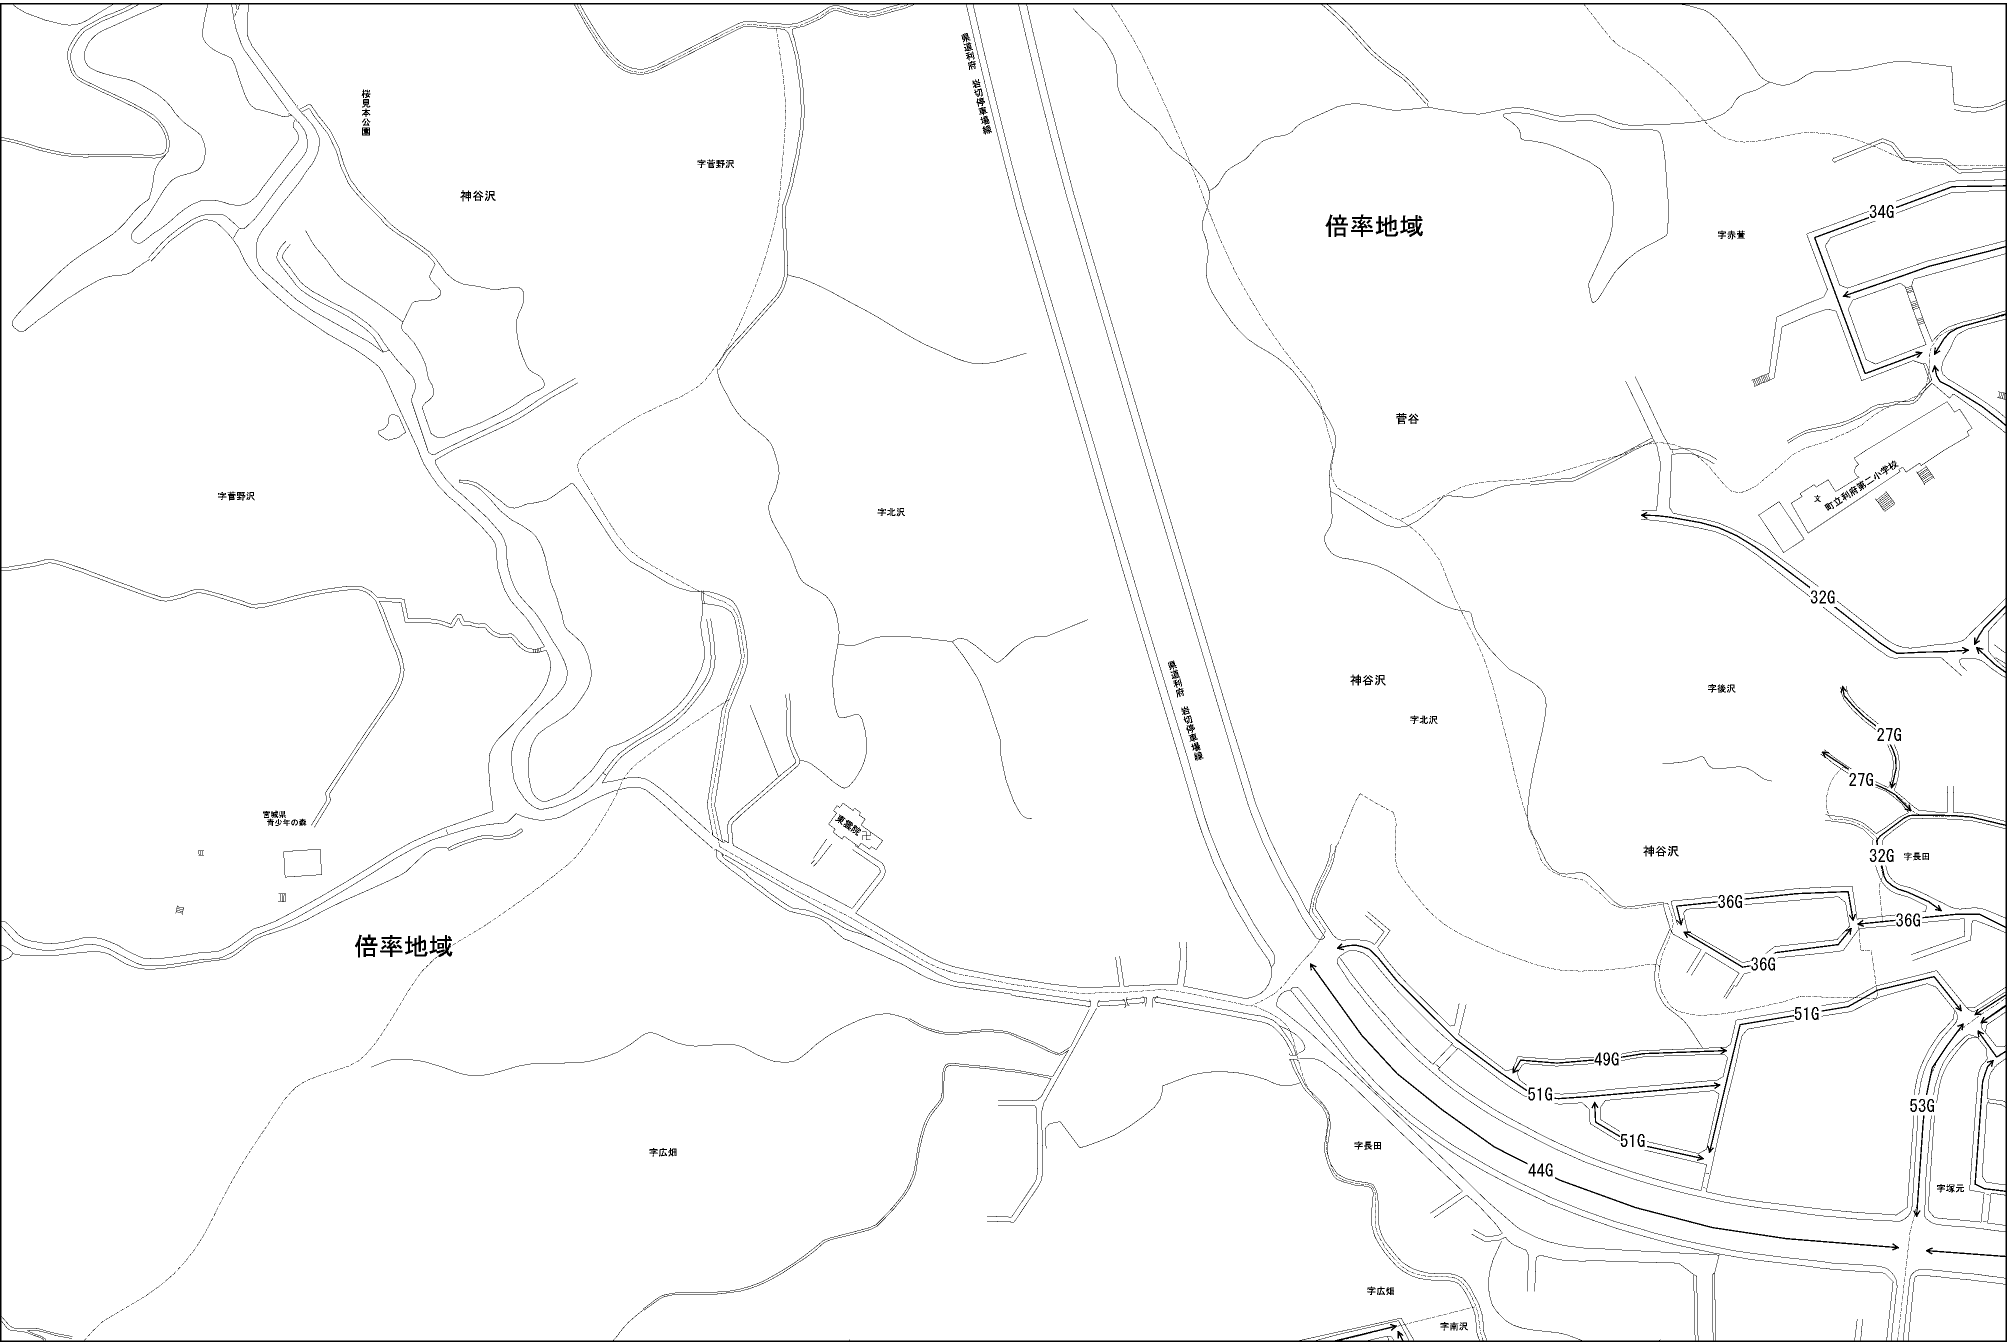 県道利府 岩切停車場線
桜見本公園
字菅野沢
神谷沢
34G
倍率地域
字赤萱
菅谷
町立利府第二小学校
字菅野沢
字北沢
32G
県道利府 岩切停車場線
神谷沢
字後沢
字北沢
27G
27G
宮城県
青少年の森
東雲院
神谷沢
32G
字長田
36G
36G
倍率地域
36G
51G
49G
51G
53G
51G
字長田
字広畑
44G
字塚元
字広畑
字南沢